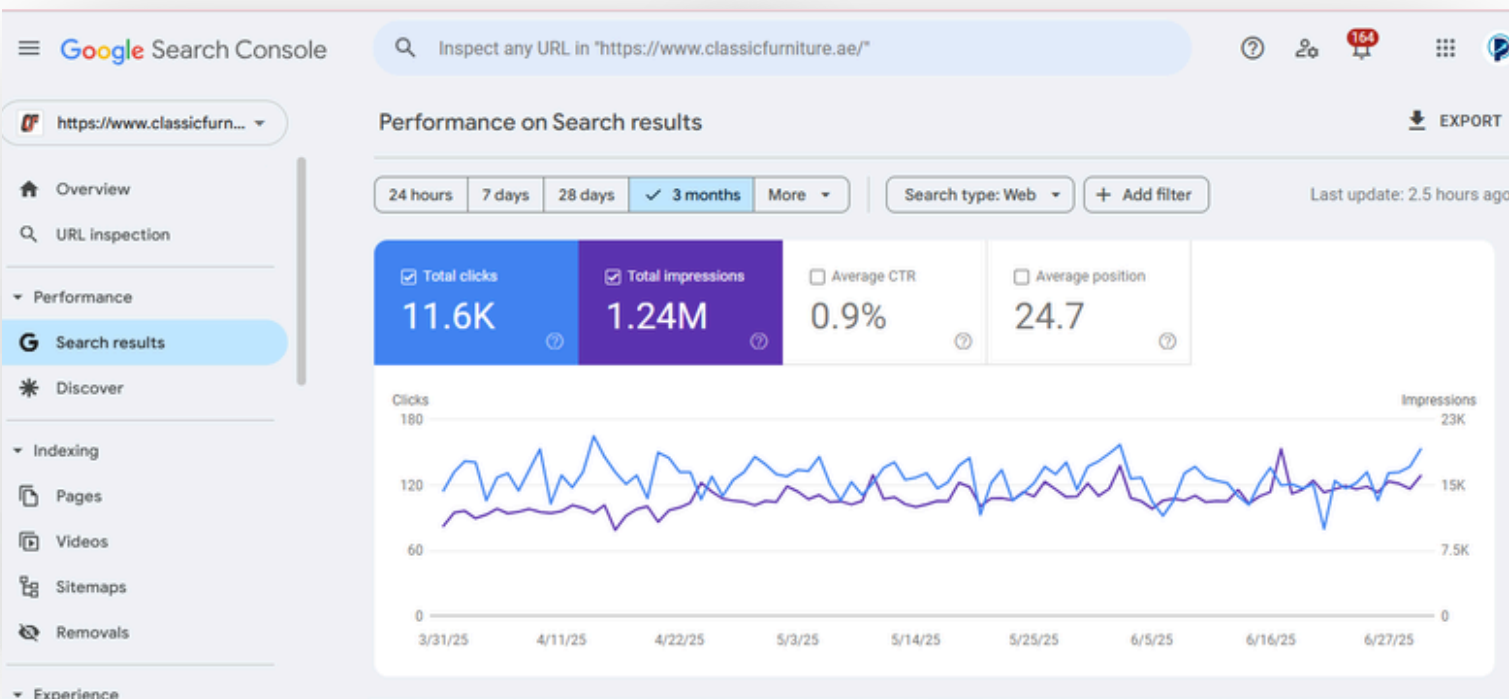 Google Search Console
Inspect any URL in "https://www.classicfurniture.ae/"
164
https://www.classicfurn...
Performance on Search results
EXPORT
Overview
URL inspection
Performance
Search results
Discover
Indexing
Pages
Videos
Sitemaps
Removals
Experience
24 hours
7 days
28 days
3 months
More
Search type: Web
Add filter
Last update: 2.5 hours ago
Total clicks
11.6K
Total impressions
1.24M
Average CTR
0.9%
Average position
24.7
Clicks
Impressions
180
120
60
0
23K
15K
7.5K
0
3/31/25
4/11/25
4/22/25
5/3/25
5/14/25
5/25/25
6/5/25
6/16/25
6/27/25